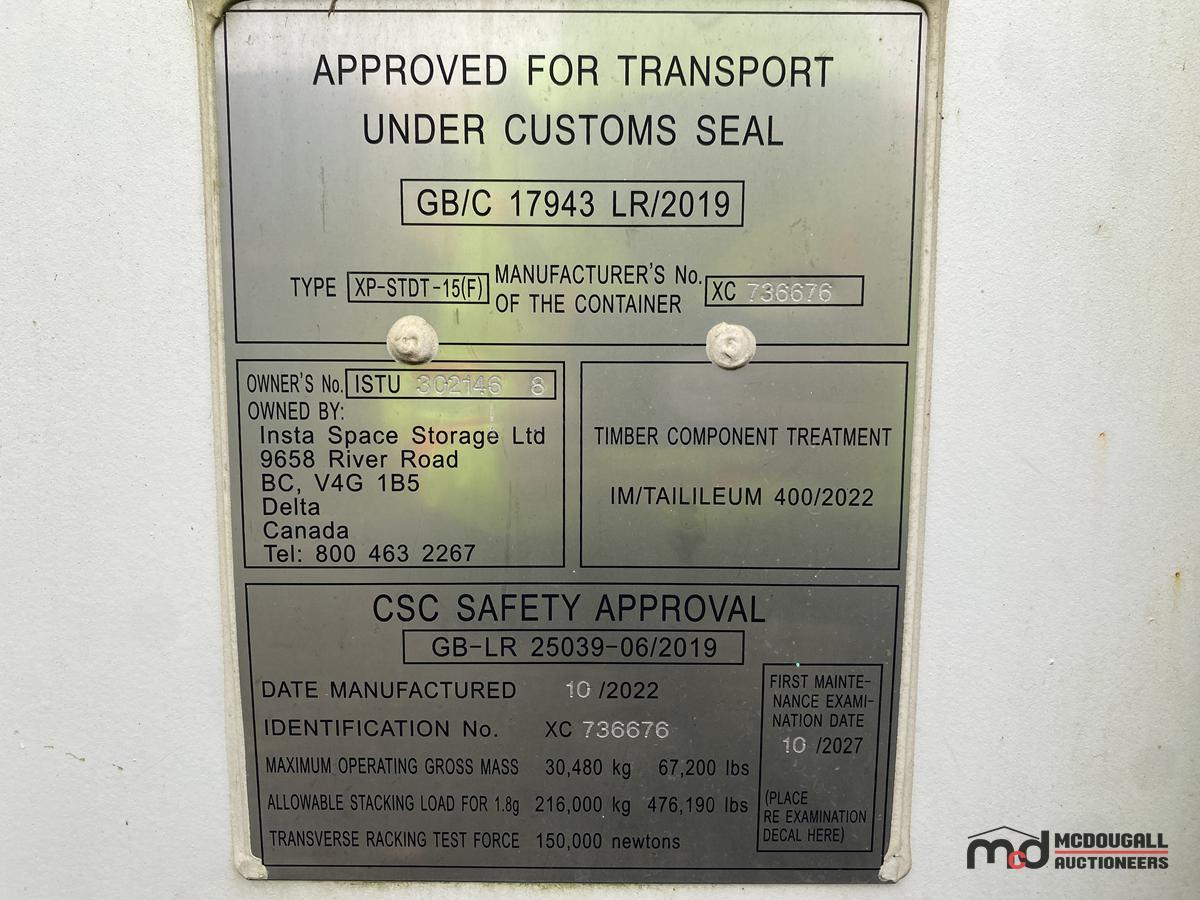 APPROVED FOR TRANSPORT
UNDER CUSTOMS SEAL
GB/C 17943 LR/2019
TYPE XP-STDT-15(F) MANUFACTURER'S No. OF THE CONTAINER XC 736676
OWNER'S No. ISTU 302146 8
OWNED BY:
Insta Space Storage Ltd
9658 River Road
BC, V4G 1B5
Delta
Canada
Tel: 800 463 2267
TIMBER COMPONENT TREATMENT
IM/TAILILEUM 400/2022
CSC SAFETY APPROVAL
GB-LR 25039-06/2019
DATE MANUFACTURED 10 /2022
IDENTIFICATION No. XC 736676
MAXIMUM OPERATING GROSS MASS 30,480 kg 67,200 lbs
ALLOWABLE STACKING LOAD FOR 1.8g 216,000 kg 476,190 lbs
TRANSVERSE RACKING TEST FORCE 150,000 newtons
FIRST MAINTE-
NANCE EXAMI-
NATION DATE
10 /2027
(PLACE
RE EXAMINATION
DECAL HERE)
mcd MCDOUGALL
AUCTIONEERS